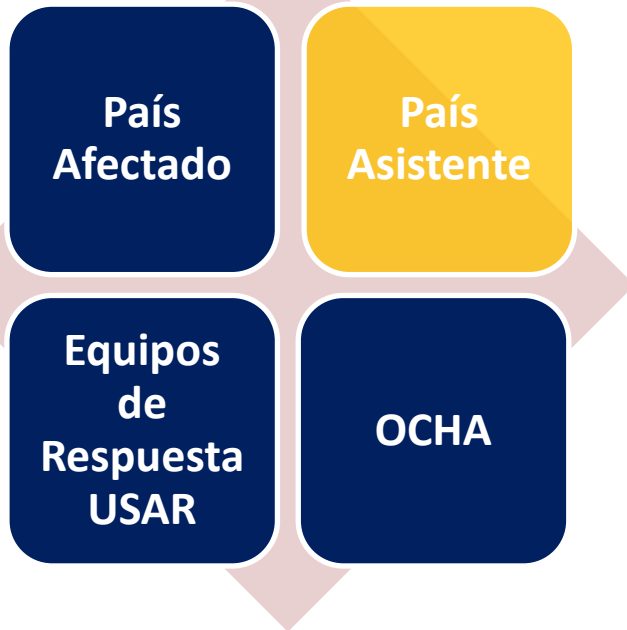 País
Afectado
País
Asistente
Equipos
de
Respuesta
USAR
OCHA